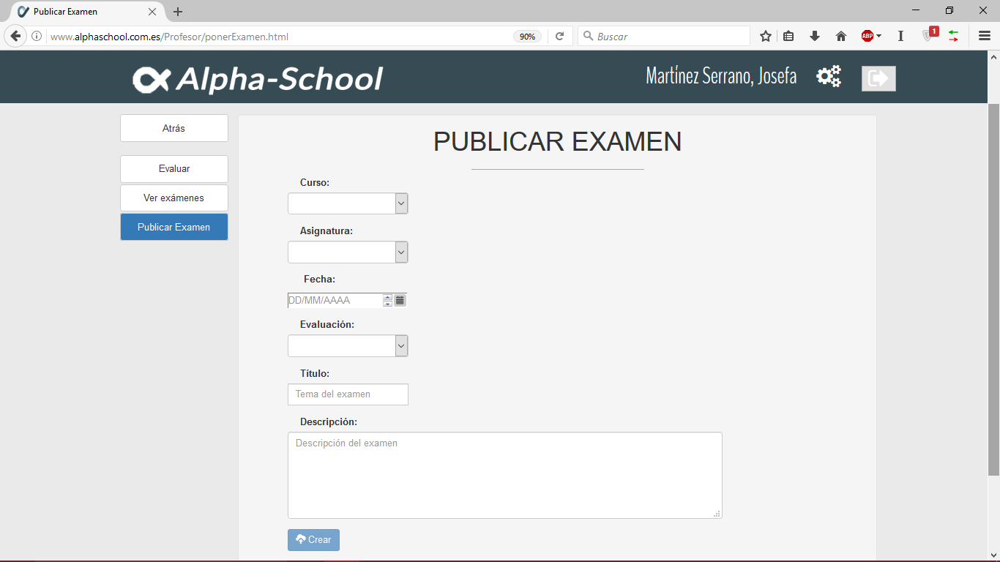 Publicar Examen
www.alphaschool.com.es/Profesor/ponerExamen.html
90%
Buscar
ABP
1
Alpha-School
Martínez Serrano, Josefa
Atrás
Evaluar
Ver exámenes
Publicar Examen
PUBLICAR EXAMEN
Curso:
Asignatura:
Fecha:
DD/MM/AAAA
Evaluación:
Título:
Tema del examen
Descripción:
Descripción del examen
Crear